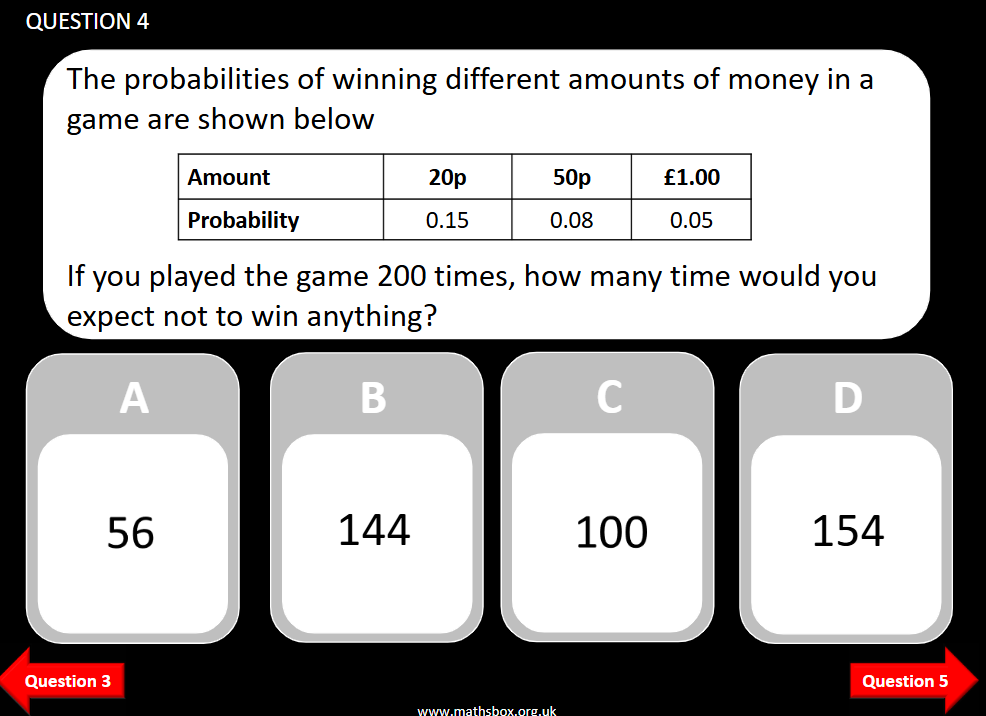 QUESTION 4
The probabilities of winning different amounts of money in a
game are shown below
Amount 20p 50p £1.00
Probability 0.15 0.08 0.05
If you played the game 200 times, how many time would you
expect not to win anything?
A B C D
56 144 100 154
Question 3 Question 5
www.mathsbox.org.uk